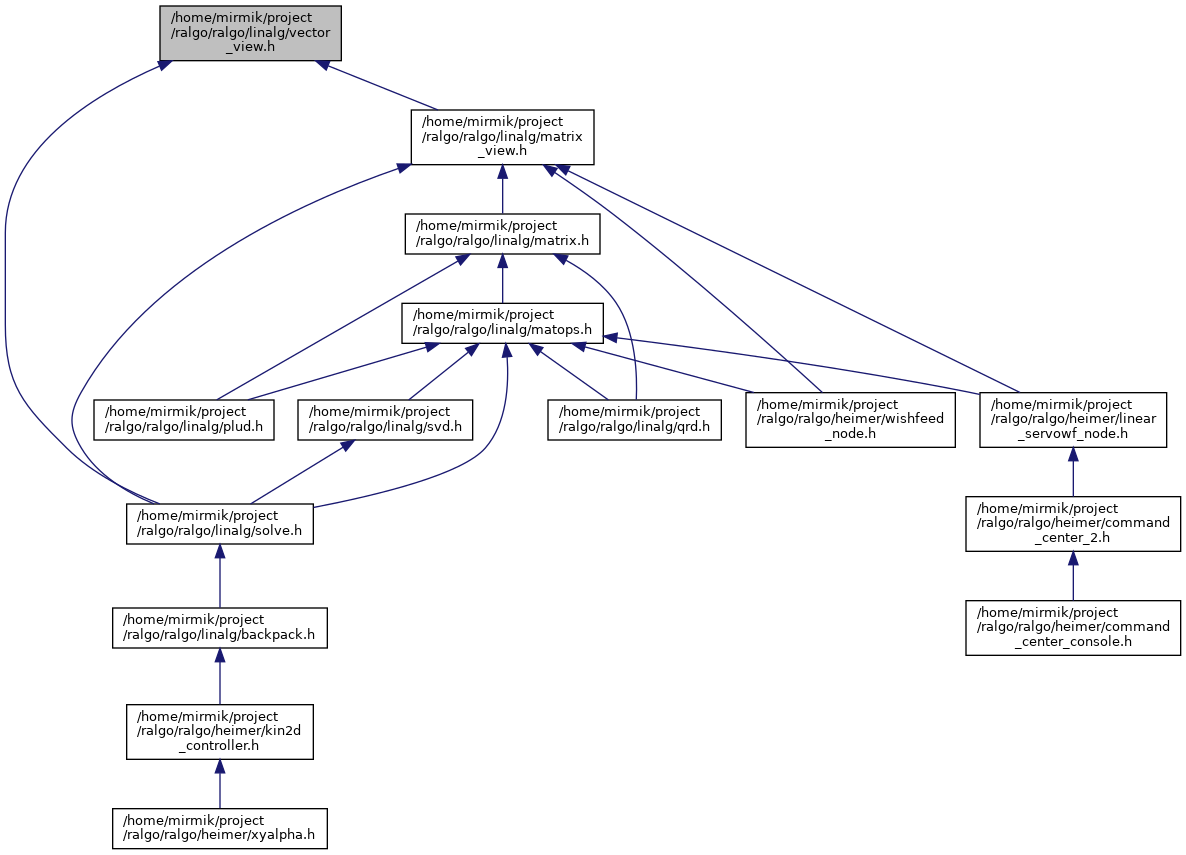 /home/mirmik/project
/ralgo/ralgo/linalg/vector
_view.h
/home/mirmik/project
/ralgo/ralgo/linalg/matrix
_view.h
/home/mirmik/project
/ralgo/ralgo/linalg/matrix.h
/home/mirmik/project
/ralgo/ralgo/linalg/matops.h
/home/mirmik/project
/ralgo/ralgo/linalg/plud.h
/home/mirmik/project
/ralgo/ralgo/linalg/svd.h
/home/mirmik/project
/ralgo/ralgo/linalg/qrd.h
/home/mirmik/project
/ralgo/ralgo/heimer/wishfeed
_node.h
/home/mirmik/project
/ralgo/ralgo/heimer/linear
_servowf_node.h
/home/mirmik/project
/ralgo/ralgo/linalg/solve.h
/home/mirmik/project
/ralgo/ralgo/heimer/command
_center_2.h
/home/mirmik/project
/ralgo/ralgo/linalg/backpack.h
/home/mirmik/project
/ralgo/ralgo/heimer/command
_center_console.h
/home/mirmik/project
/ralgo/ralgo/heimer/kin2d
_controller.h
/home/mirmik/project
/ralgo/ralgo/heimer/xyalpha.h